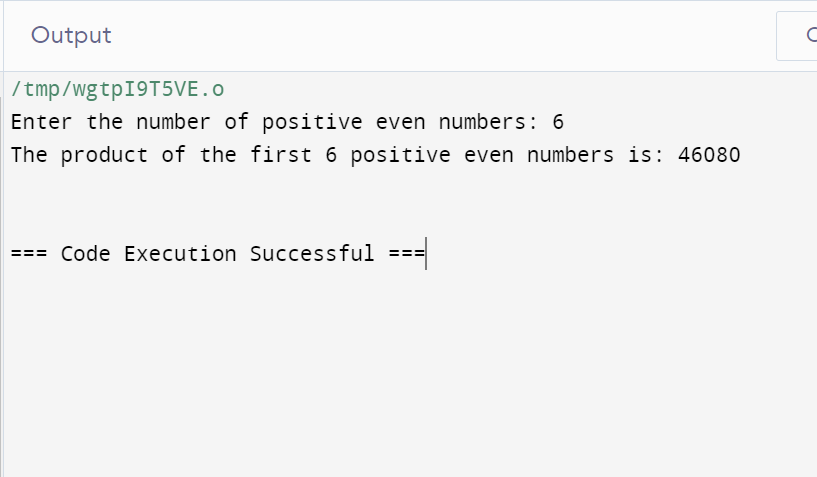 Output
/tmp/wgtpI9T5VE.o
Enter the number of positive even numbers: 6
The product of the first 6 positive even numbers is: 46080
=== Code Execution Successful ===